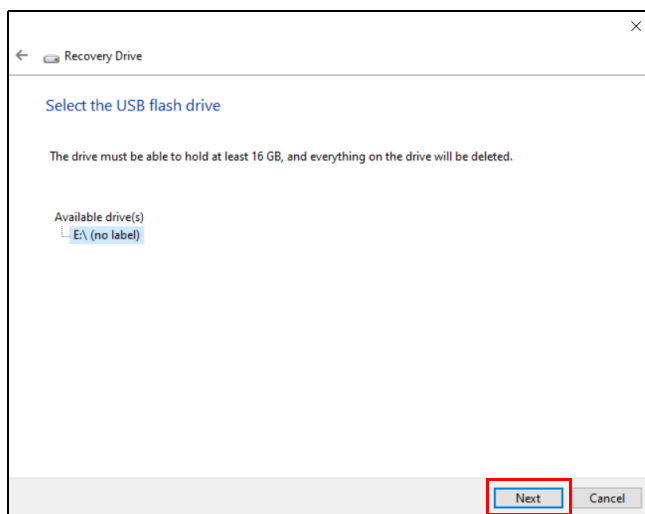 Recovery Drive
Select the USB flash drive
The drive must be able to hold at least 16 GB, and everything on the drive will be deleted.
Available drive(s)
E:\ (no label)
Next Cancel